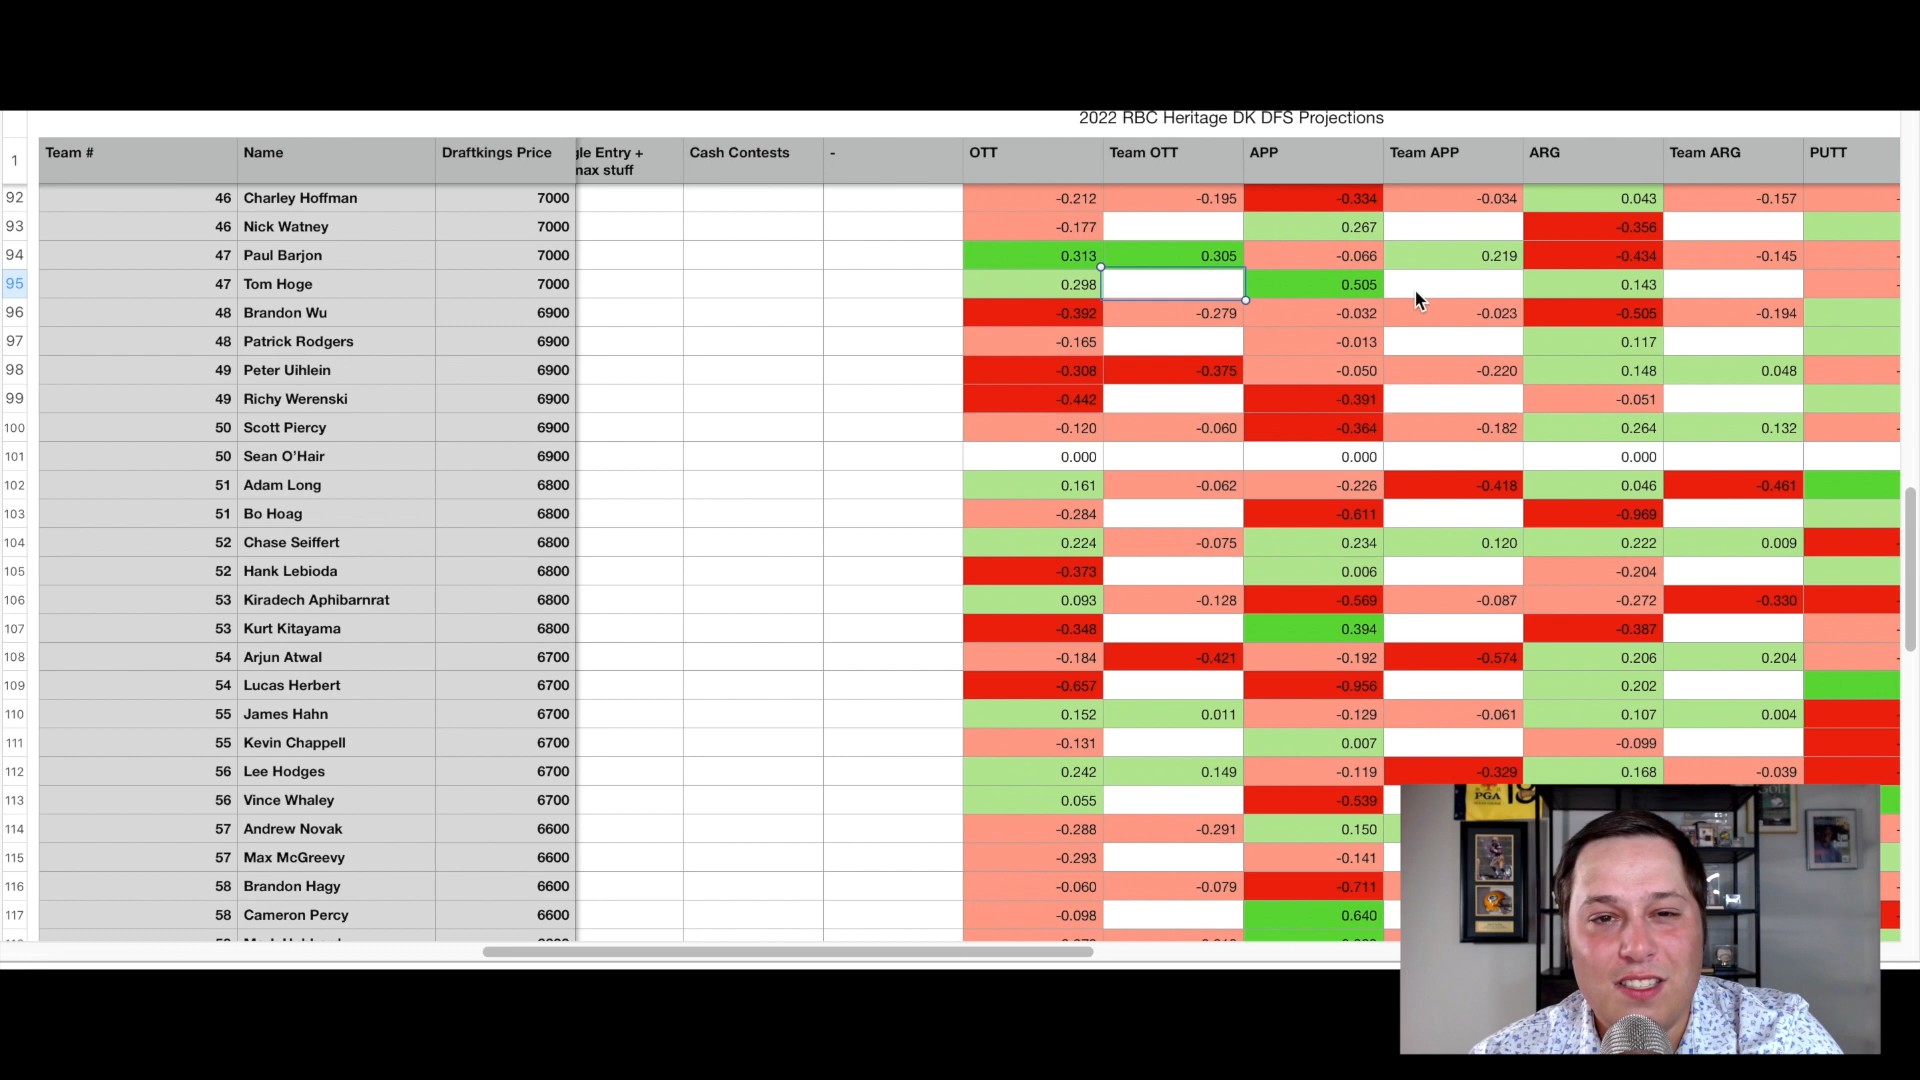 2022 RBC Heritage DK DFS Projections
1 Team # Name Draftkings Price gle Entry + Cash Contests - OTT Team OTT APP Team APP ARG Team ARG PUTT
max stuff
92 46 Charley Hoffman 7000 -0.212 -0.195 -0.334 -0.034 0.043 -0.157 -
93 46 Nick Watney 7000 -0.177 0.267 -0.356
94 47 Paul Barjon 7000 0.313 0.305 -0.066 0.219 -0.434 -0.145 -
95 47 Tom Hoge 7000 0.298 0.505 0.143 -
96 48 Brandon Wu 6900 -0.392 -0.279 -0.032 -0.023 -0.505 -0.194
97 48 Patrick Rodgers 6900 -0.165 -0.013 0.117
98 49 Peter Uihlein 6900 -0.308 -0.375 -0.050 -0.220 0.148 0.048 -
99 49 Richy Werenski 6900 -0.442 -0.391 -0.051
100 50 Scott Piercy 6900 -0.120 -0.060 -0.364 -0.182 0.264 0.132 -
101 50 Sean O'Hair 6900 0.000 0.000 0.000
102 51 Adam Long 6800 0.161 -0.062 -0.226 -0.418 0.046 -0.461
103 51 Bo Hoag 6800 -0.284 -0.611 -0.969
104 52 Chase Seiffert 6800 0.224 -0.075 0.234 0.120 0.222 0.009 -
105 52 Hank Lebioda 6800 -0.373 0.006 -0.204
106 53 Kiradech Aphibarnrat 6800 0.093 -0.128 -0.569 -0.087 -0.272 -0.330 -
107 53 Kurt Kitayama 6800 -0.348 0.394 -0.387 -
108 54 Arjun Atwal 6700 -0.184 -0.421 -0.192 -0.574 0.206 0.204 -
109 54 Lucas Herbert 6700 -0.657 -0.956 0.202
110 55 James Hahn 6700 0.152 0.011 -0.129 -0.061 0.107 0.004 -
111 55 Kevin Chappell 6700 -0.131 0.007 -0.099 -
112 56 Lee Hodges 6700 0.242 0.149 -0.119 -0.329 0.168 -0.039 -
113 56 Vince Whaley 6700 0.055 -0.539
114 57 Andrew Novak 6600 -0.288 -0.291 0.150 -
115 57 Max McGreevy 6600 -0.293 -0.141
116 58 Brandon Hagy 6600 -0.060 -0.079 -0.711 -
117 58 Cameron Percy 6600 -0.098 0.640 -
PGA